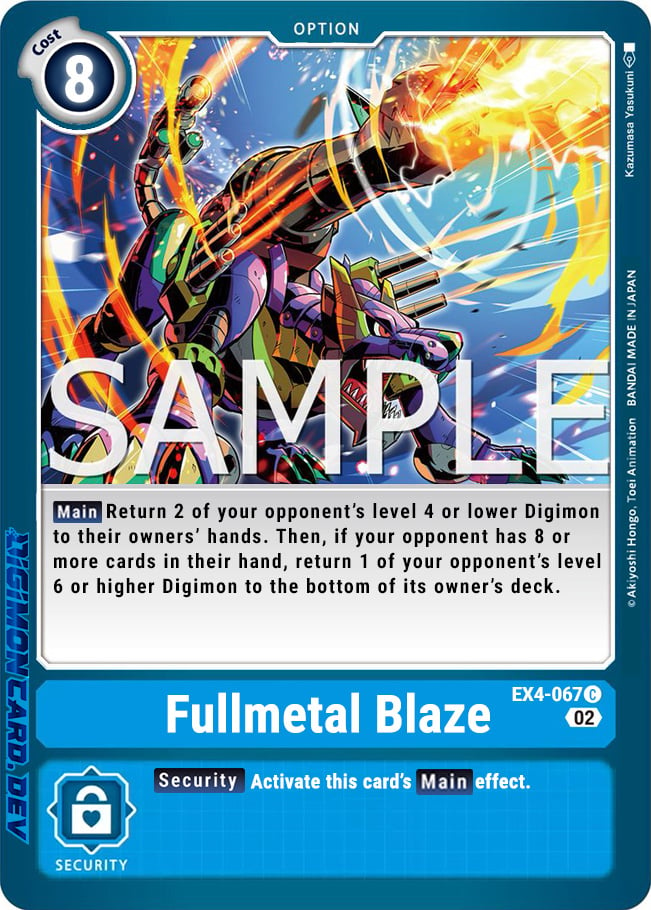 OPTION
Cost
8
Kazumasa Yasukuni
SAMPLE
Main Return 2 of your opponent's level 4 or lower Digimon
to their owners' hands. Then, if your opponent has 8 or
more cards in their hand, return 1 of your opponent's level
6 or higher Digimon to the bottom of its owner's deck.
© Akiyoshi Hongo, Toei Animation BANDAI MADE IN JAPAN
DIGIMONCARD.DEV
EX4-067 C
Fullmetal Blaze
02
Security Activate this card's Main effect.
SECURITY